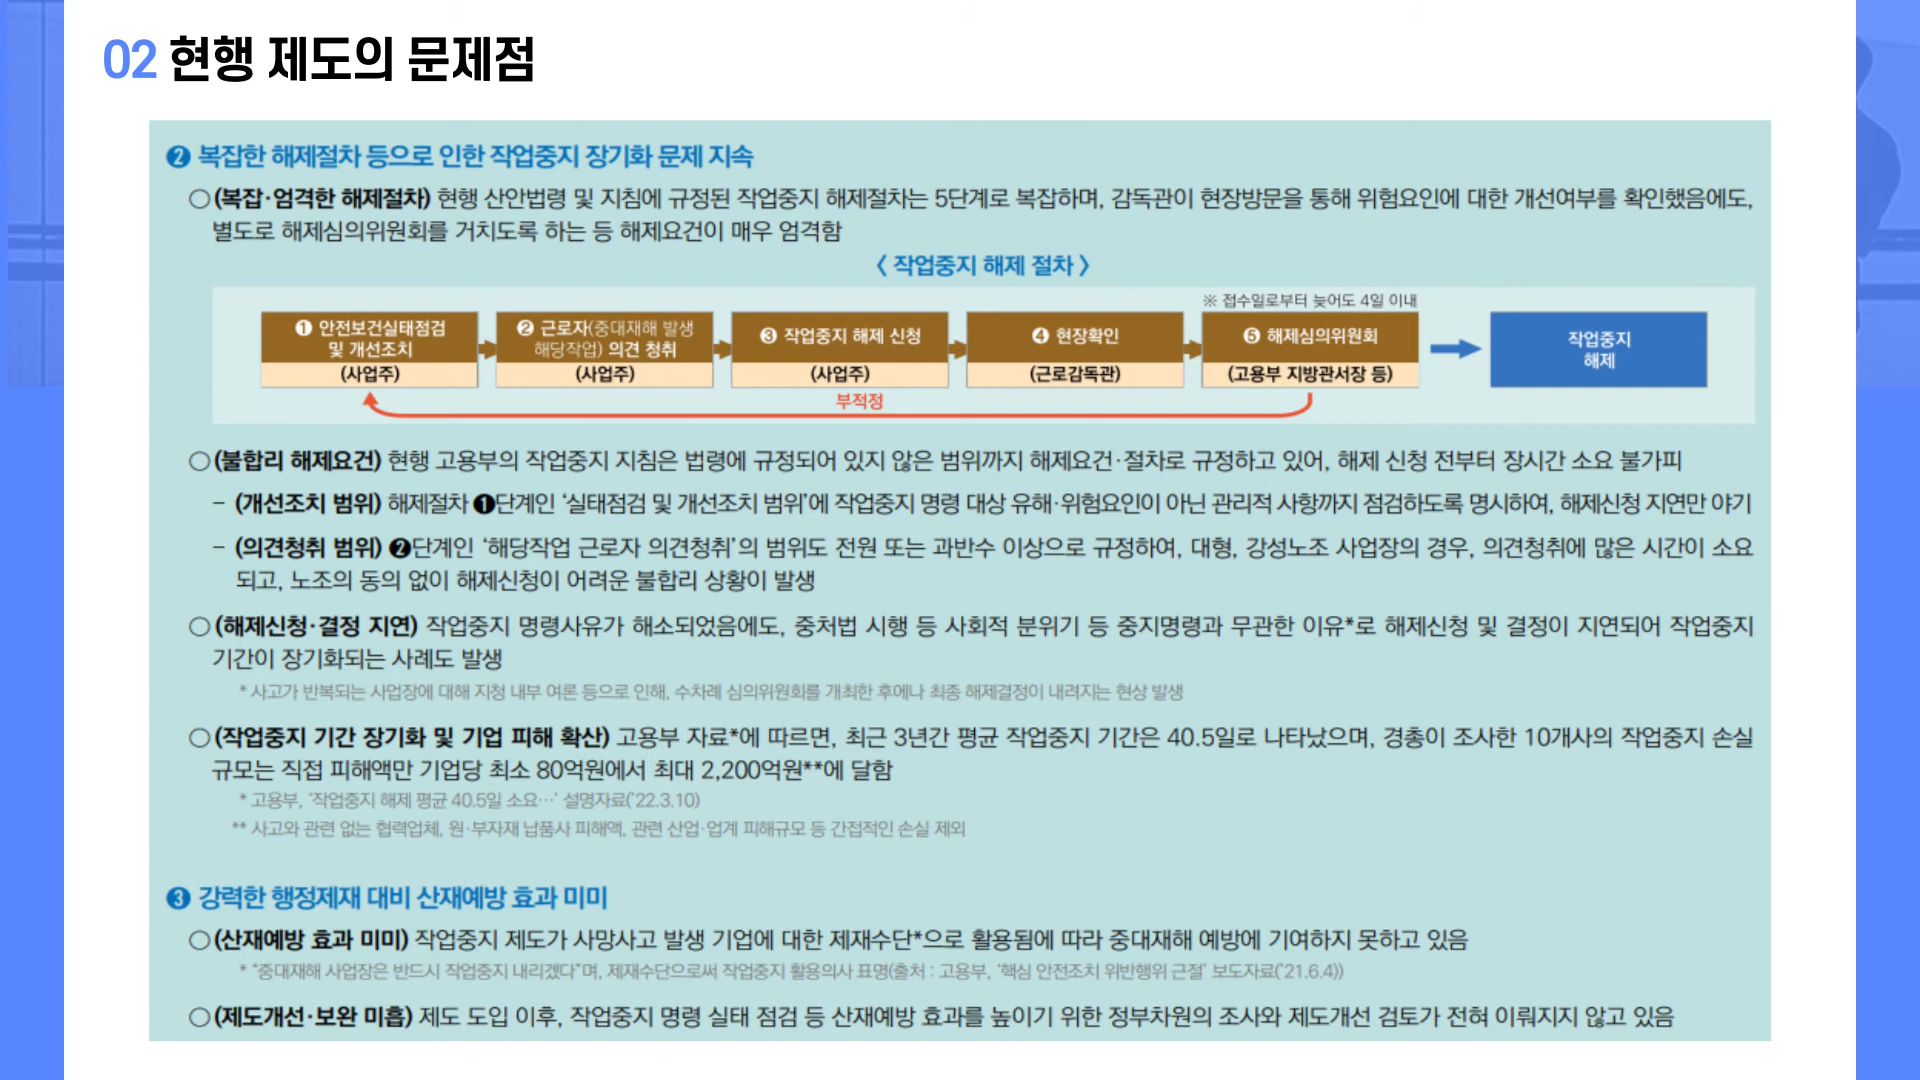 02 현행 제도의 문제점
❷ 복잡한 해제절차 등으로 인한 작업중지 장기화 문제 지속
○ (복잡·엄격한 해제절차) 현행 산안법령 및 지침에 규정된 작업중지 해제절차는 5단계로 복잡하며, 감독관이 현장방문을 통해 위험요인에 대한 개선여부를 확인했음에도,
별도로 해제심의위원회를 거치도록 하는 등 해제요건이 매우 엄격함
〈 작업중지 해제 절차 〉
※ 접수일로부터 늦어도 4일 이내
❶ 안전보건실태점검
및 개선조치
(사업주)
❷ 근로자(중대재해 발생
해당작업) 의견 청취
(사업주)
❸ 작업중지 해제 신청
(사업주)
❹ 현장확인
(근로감독관)
❺ 해제심의위원회
(고용부 지방관서장 등)
작업중지
해제
부적정
○ (불합리 해제요건) 현행 고용부의 작업중지 지침은 법령에 규정되어 있지 않은 범위까지 해제요건·절차로 규정하고 있어, 해제 신청 전부터 장시간 소요 불가피
– (개선조치 범위) 해제절차 ❶단계인 ‘실태점검 및 개선조치 범위’에 작업중지 명령 대상 유해·위험요인이 아닌 관리적 사항까지 점검하도록 명시하여, 해제신청 지연만 야기
– (의견청취 범위) ❷단계인 ‘해당작업 근로자 의견청취’의 범위도 전원 또는 과반수 이상으로 규정하여, 대형, 강성노조 사업장의 경우, 의견청취에 많은 시간이 소요
되고, 노조의 동의 없이 해제신청이 어려운 불합리 상황이 발생
○ (해제신청·결정 지연) 작업중지 명령사유가 해소되었음에도, 중처법 시행 등 사회적 분위기 등 중지명령과 무관한 이유*로 해제신청 및 결정이 지연되어 작업중지
기간이 장기화되는 사례도 발생
* 사고가 반복되는 사업장에 대해 지청 내부 여론 등으로 인해, 수차례 심의위원회를 개최한 후에나 최종 해제결정이 내려지는 현상 발생
○ (작업중지 기간 장기화 및 기업 피해 확산) 고용부 자료*에 따르면, 최근 3년간 평균 작업중지 기간은 40.5일로 나타났으며, 경총이 조사한 10개사의 작업중지 손실
규모는 직접 피해액만 기업당 최소 80억원에서 최대 2,200억원**에 달함
* 고용부, ‘작업중지 해제 평균 40.5일 소요…’ 설명자료(’22.3.10)
** 사고와 관련 없는 협력업체, 원·부자재 납품사 피해액, 관련 산업·업계 피해규모 등 간접적인 손실 제외
❸ 강력한 행정제재 대비 산재예방 효과 미미
○ (산재예방 효과 미미) 작업중지 제도가 사망사고 발생 기업에 대한 제재수단*으로 활용됨에 따라 중대재해 예방에 기여하지 못하고 있음
* “중대재해 사업장은 반드시 작업중지 내리겠다”며, 제재수단으로써 작업중지 활용의사 표명(출처 : 고용부, ‘핵심 안전조치 위반행위 근절’ 보도자료(’21.6.4))
○ (제도개선·보완 미흡) 제도 도입 이후, 작업중지 명령 실태 점검 등 산재예방 효과를 높이기 위한 정부차원의 조사와 제도개선 검토가 전혀 이뤄지지 않고 있음